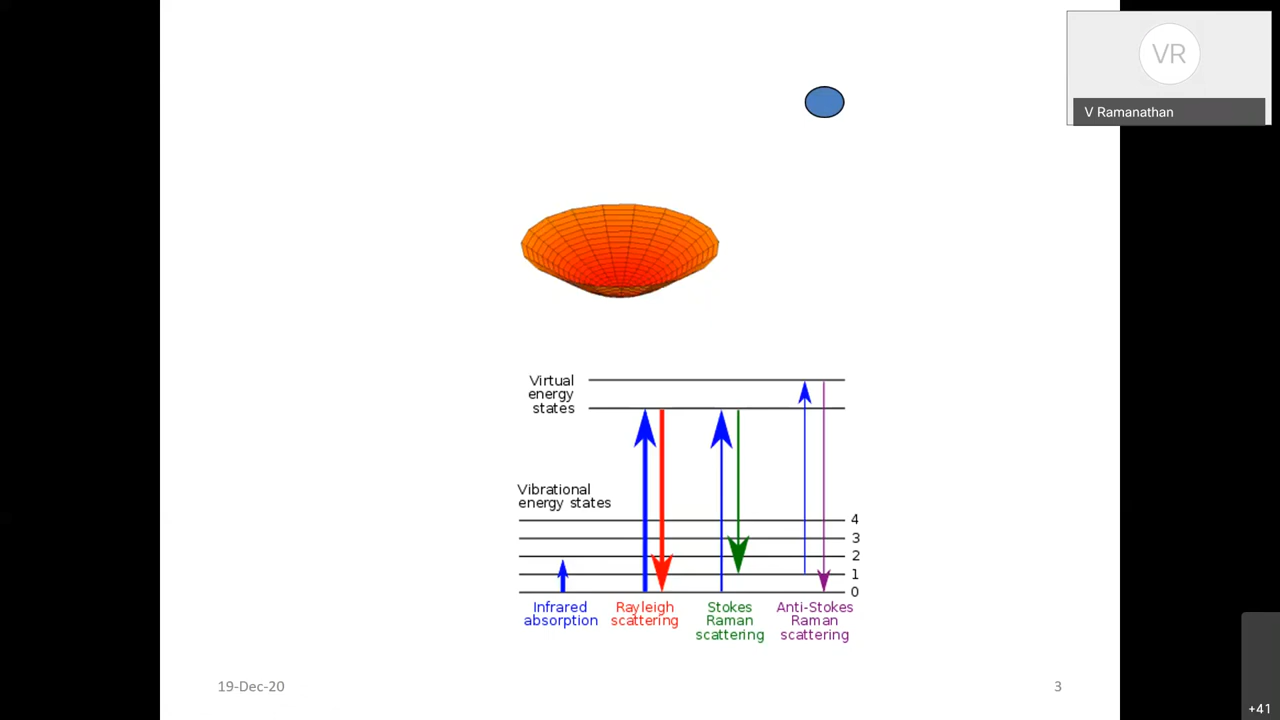 VR
V Ramanathan
Virtual
energy
states
Vibrational
energy states
4
3
2
1
0
Infrared
absorption
Rayleigh
scattering
Stokes
Raman
scattering
Anti-Stokes
Raman
scattering
19-Dec-20
3
+41